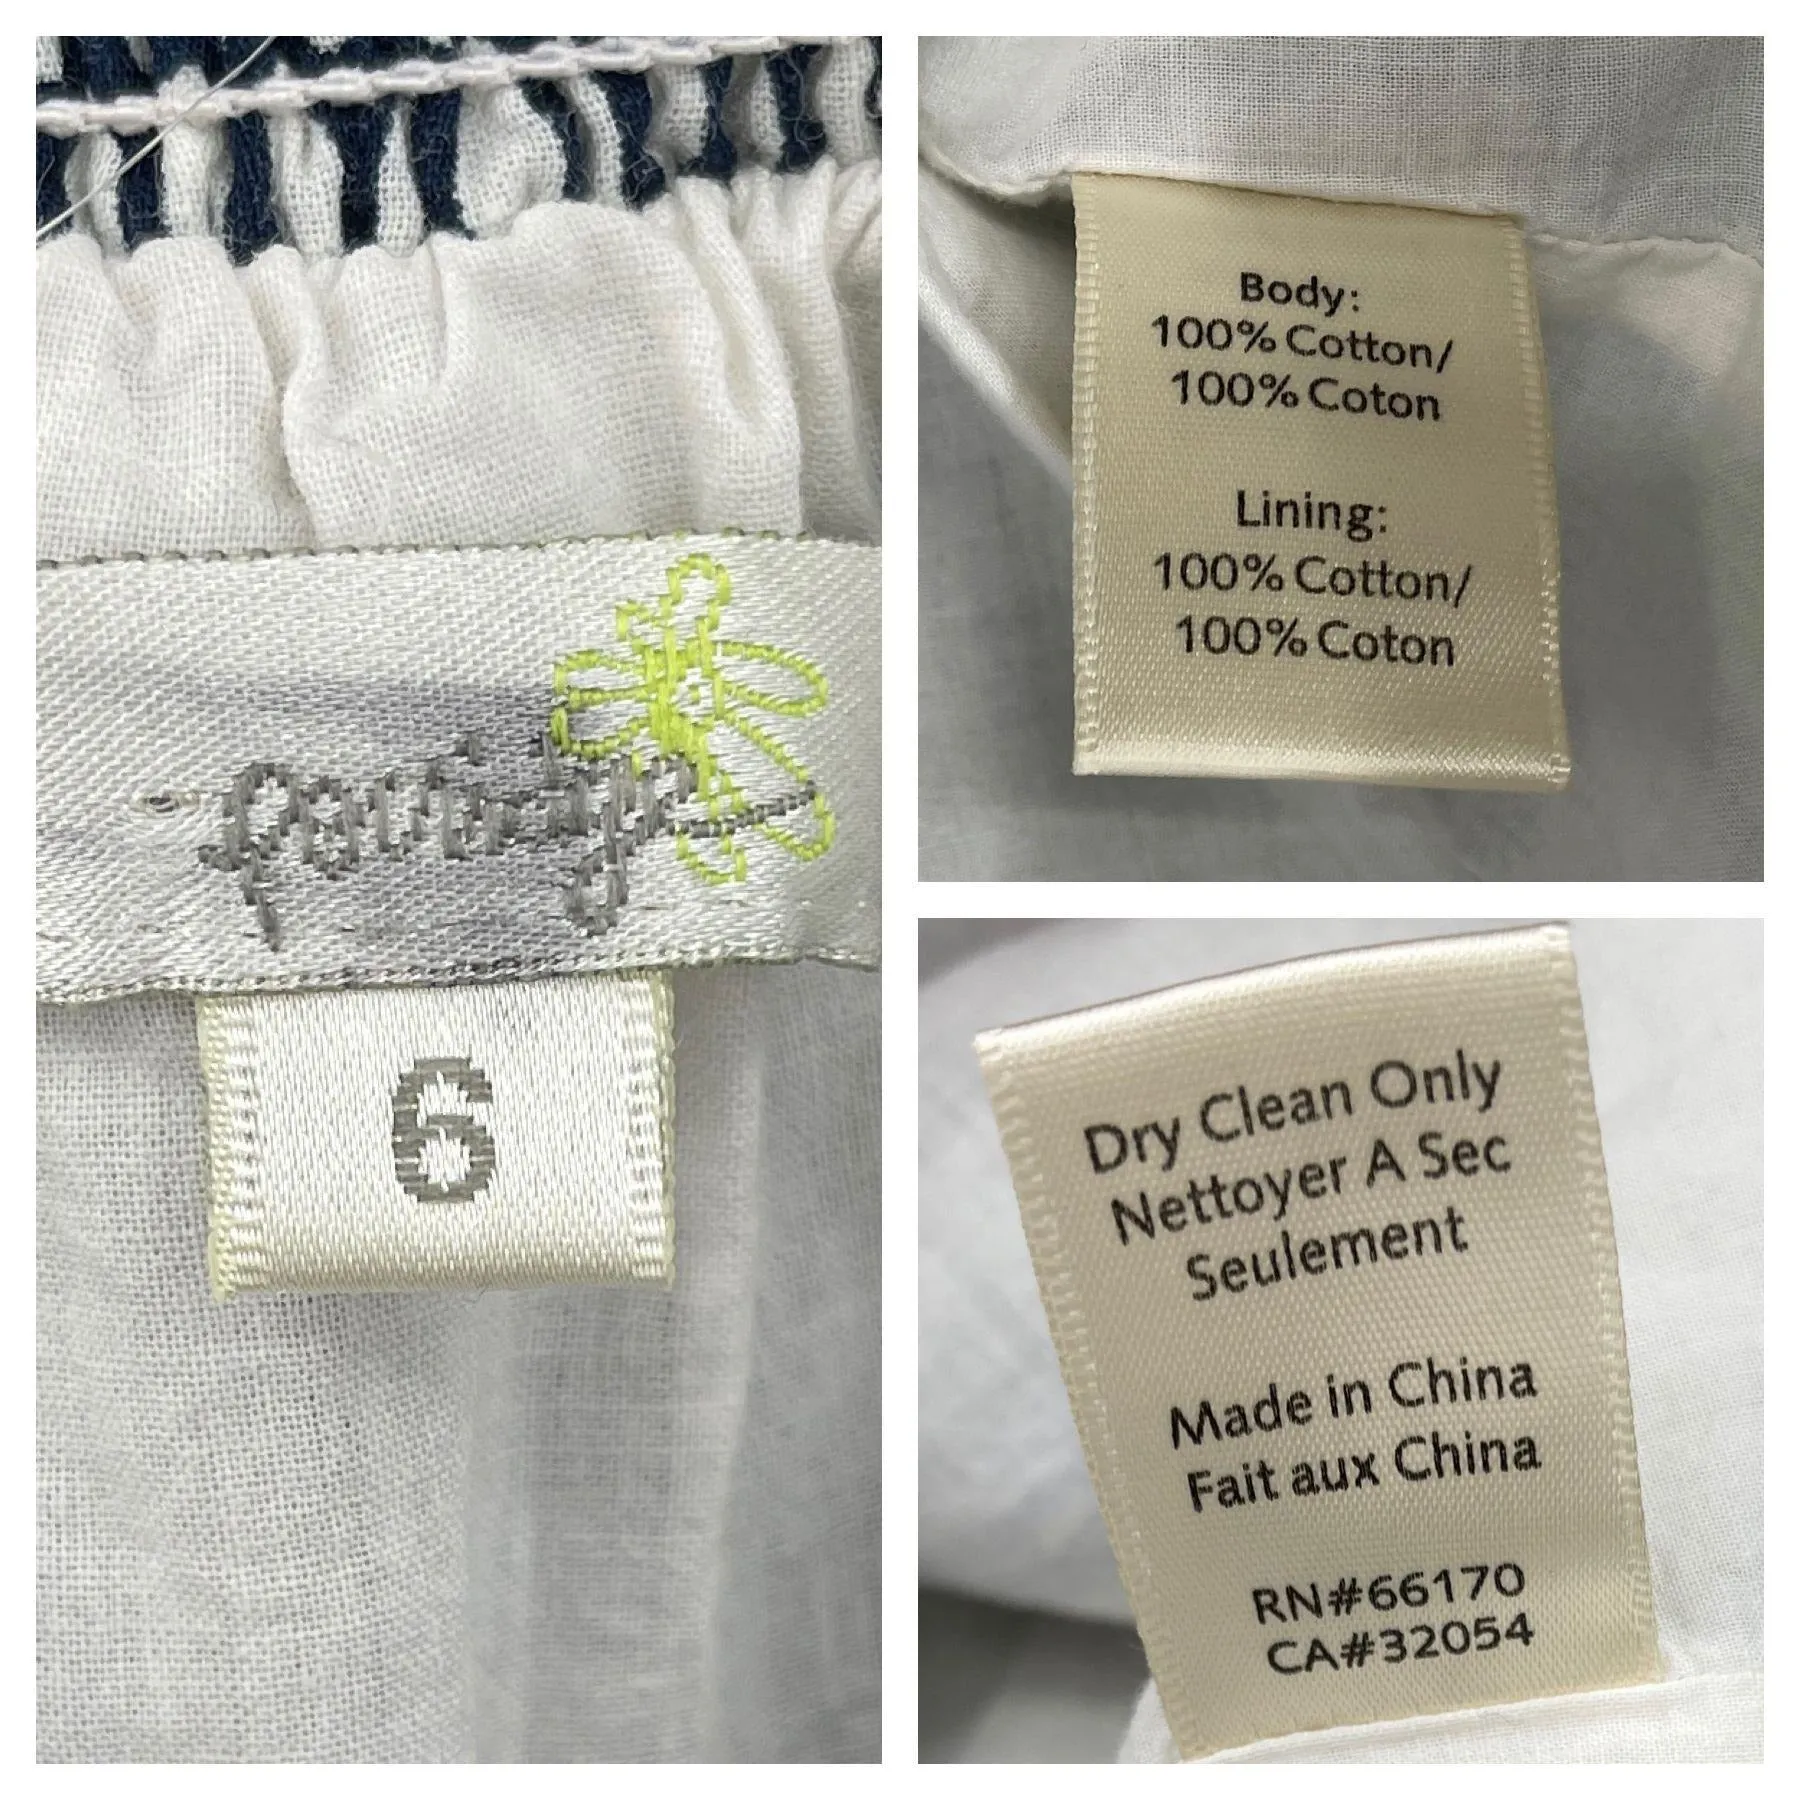 6
Body:
100% Cotton/
100% Coton
Lining:
100% Cotton/
100% Coton
Dry Clean Only
Nettoyer A Sec
Seulement
Made in China
Fait aux China
RN#66170
CA#32054